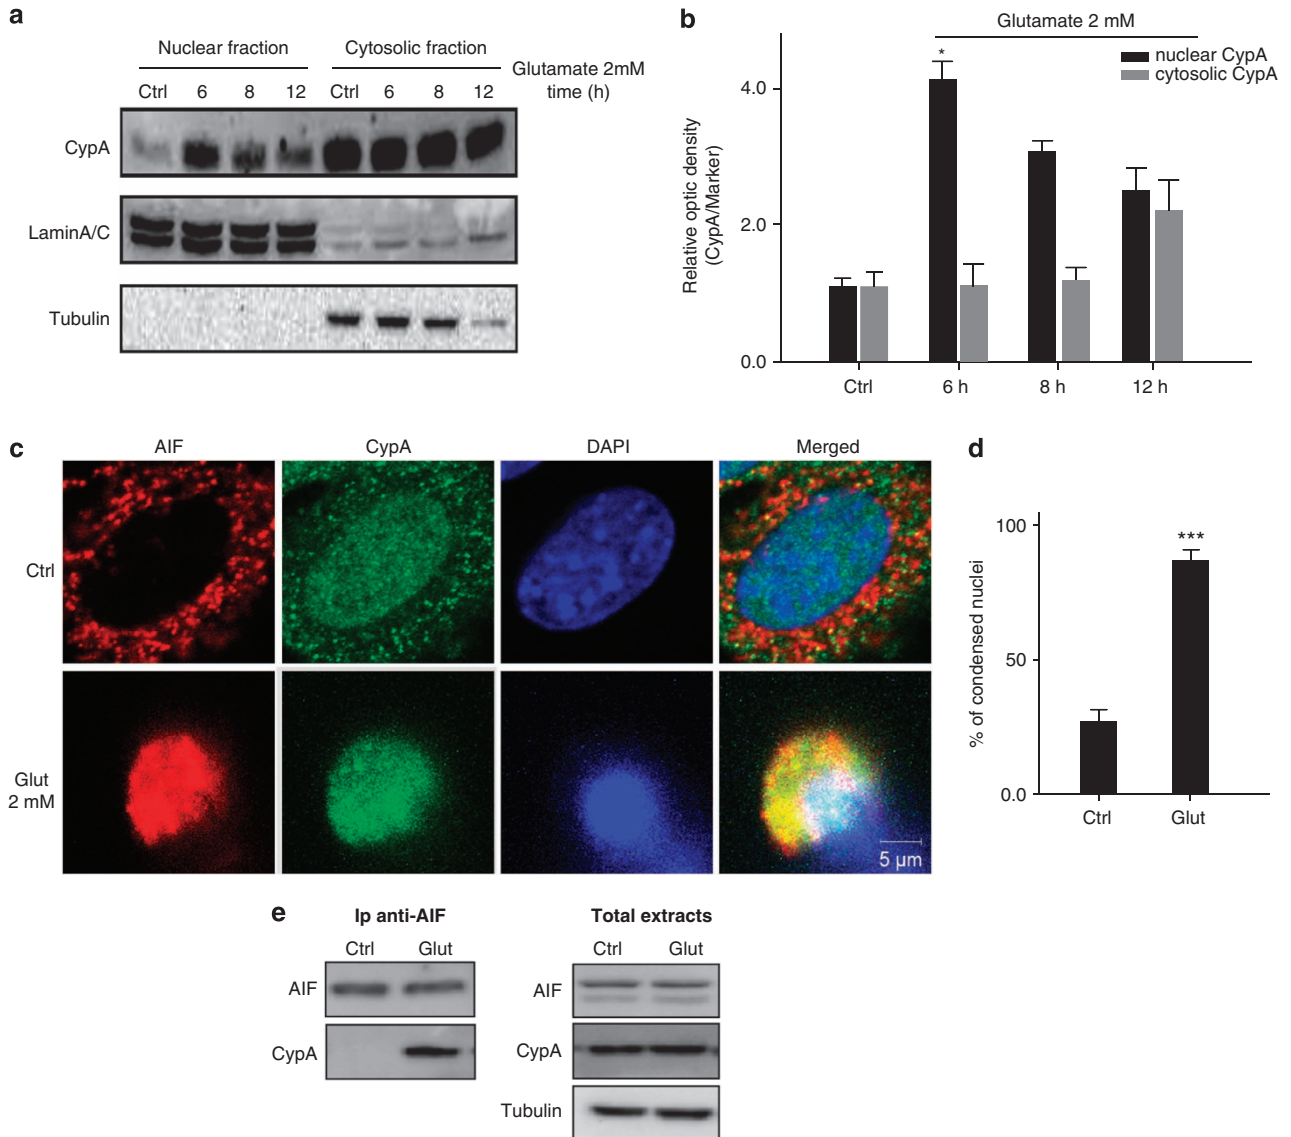 a
Nuclear fraction Cytosolic fraction
Glutamate 2mM
Ctrl 6 8 12 Ctrl 6 8 12 time (h)
CypA
LaminA/C
Tubulin
b
Glutamate 2 mM
*
nuclear CypA
cytosolic CypA
Relative optic density
(CypA/Marker)
4.0
2.0
0.0
Ctrl 6 h 8 h 12 h
c
AIF CypA DAPI Merged
Ctrl
Glut
2 mM
5 µm
d
% of condensed nuclei
100
50
0.0
***
Ctrl Glut
e
Ip anti-AIF
Ctrl Glut
AIF
CypA
Total extracts
Ctrl Glut
AIF
CypA
Tubulin